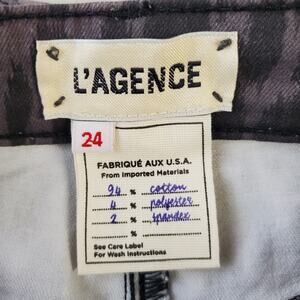 L'AGENCE
24
FABRIQUÉ AUX U.S.A.
From Imported Materials
94 % cotton
4 % polyester
2 % spandex
%
See Care Label
For Wash Instructions